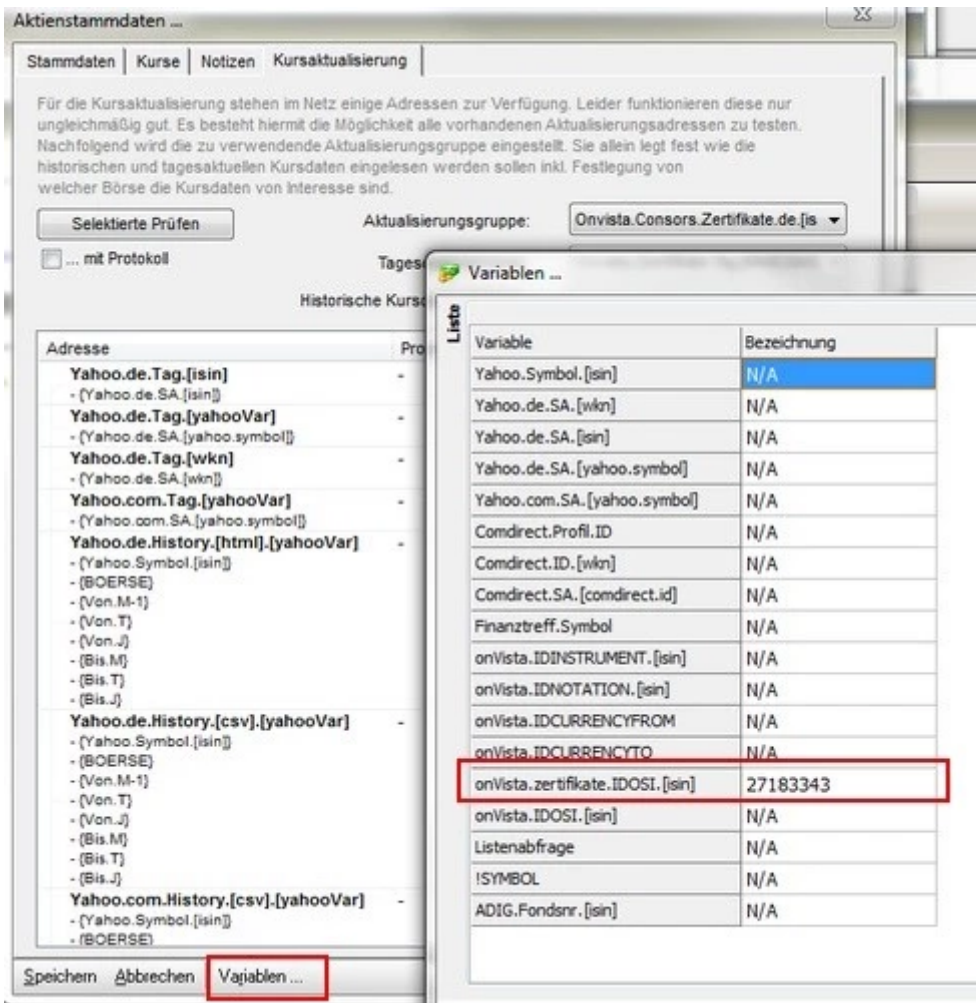 Aktienstammdaten ...
Stammdaten Kurse Notizen Kursaktualisierung
Für die Kursaktualisierung stehen im Netz einige Adressen zur Verfügung. Leider funktionieren diese nur
ungleichmäßig gut. Es besteht hiermit die Möglichkeit alle vorhandenen Aktualisierungsadressen zu testen.
Nachfolgend wird die zu verwendende Aktualisierungsgruppe eingestellt. Sie allein legt fest wie die
historischen und tagesaktuellen Kursdaten eingelesen werden sollen inkl. Festlegung von
welcher Börse die Kursdaten von Interesse sind.
Selektierte Prüfen
Aktualisierungsgruppe: Onvista.Consors.Zertifikate.de.[is
... mit Protokoll
Historische
Adresse
Yahoo.de.Tag.[isin] -
- {Yahoo.de.SA.[isin]}
Yahoo.de.Tag.[yahooVar] -
- {Yahoo.de.SA.[yahoo.symbol]}
Yahoo.de.Tag.[wkn] -
- {Yahoo.de.SA.[wkn]}
Yahoo.com.Tag.[yahooVar] -
- {Yahoo.com.SA.[yahoo.symbol]}
Yahoo.de.History.[html].[yahooVar] -
- {Yahoo.Symbol.[isin]}
- {BOERSE}
- {Von.M-1}
- {Von.T}
- {Von.J}
- {Bis.M}
- {Bis.T}
- {Bis.J}
Yahoo.de.History.[csv].[yahooVar] -
- {Yahoo.Symbol.[isin]}
- {BOERSE}
- {Von.M-1}
- {Von.T}
- {Von.J}
- {Bis.M}
- {Bis.T}
- {Bis.J}
Yahoo.com.History.[csv].[yahooVar] -
- {Yahoo.Symbol.[isin]}
- {BOERSE}
Speichern Abbrechen Variablen ...
Variablen ...
Liste
Variable Bezeichnung
Yahoo.Symbol.[isin] N/A
Yahoo.de.SA.[wkn] N/A
Yahoo.de.SA.[isin] N/A
Yahoo.de.SA.[yahoo.symbol] N/A
Yahoo.com.SA.[yahoo.symbol] N/A
Comdirect.Profil.ID N/A
Comdirect.ID.[wkn] N/A
Comdirect.SA.[comdirect.id] N/A
Finanztreff.Symbol N/A
onVista.IDINSTRUMENT.[isin] N/A
onVista.IDNOTATION.[isin] N/A
onVista.IDCURRENCYFROM N/A
onVista.IDCURRENCYTO N/A
onVista.zertifikate.IDOSI.[isin] 27183343
onVista.IDOSI.[isin] N/A
Listenabfrage N/A
!SYMBOL N/A
ADIG.Fondsnr.[isin] N/A